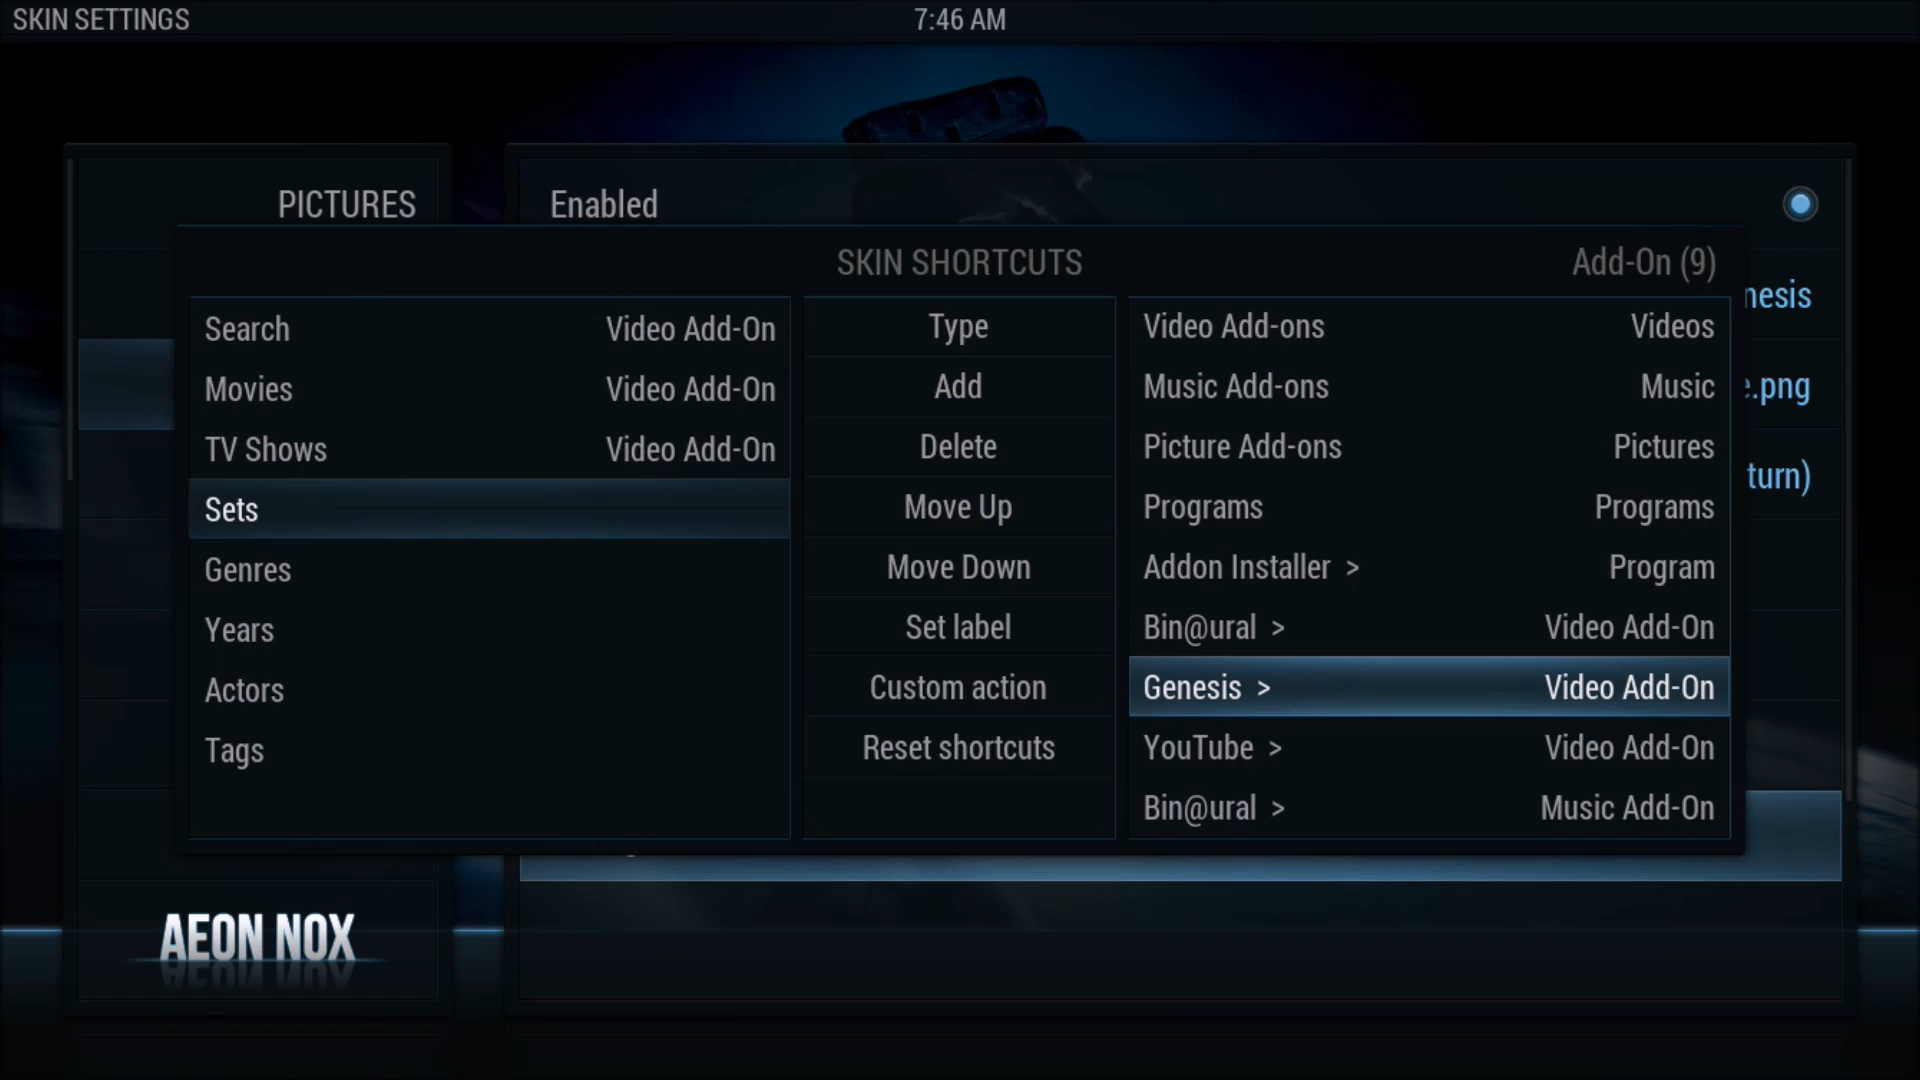 SKIN SETTINGS
7:46 AM
PICTURES
Enabled
SKIN SHORTCUTS
Add-On (9)
Search Video Add-On
Movies Video Add-On
TV Shows Video Add-On
Sets
Genres
Years
Actors
Tags
Type
Add
Delete
Move Up
Move Down
Set label
Custom action
Reset shortcuts
Video Add-ons Videos
Music Add-ons Music
Picture Add-ons Pictures
Programs Programs
Addon Installer > Program
Bin@ural > Video Add-On
Genesis > Video Add-On
YouTube > Video Add-On
Bin@ural > Music Add-On
nesis
.png
turn)
AEON NOX